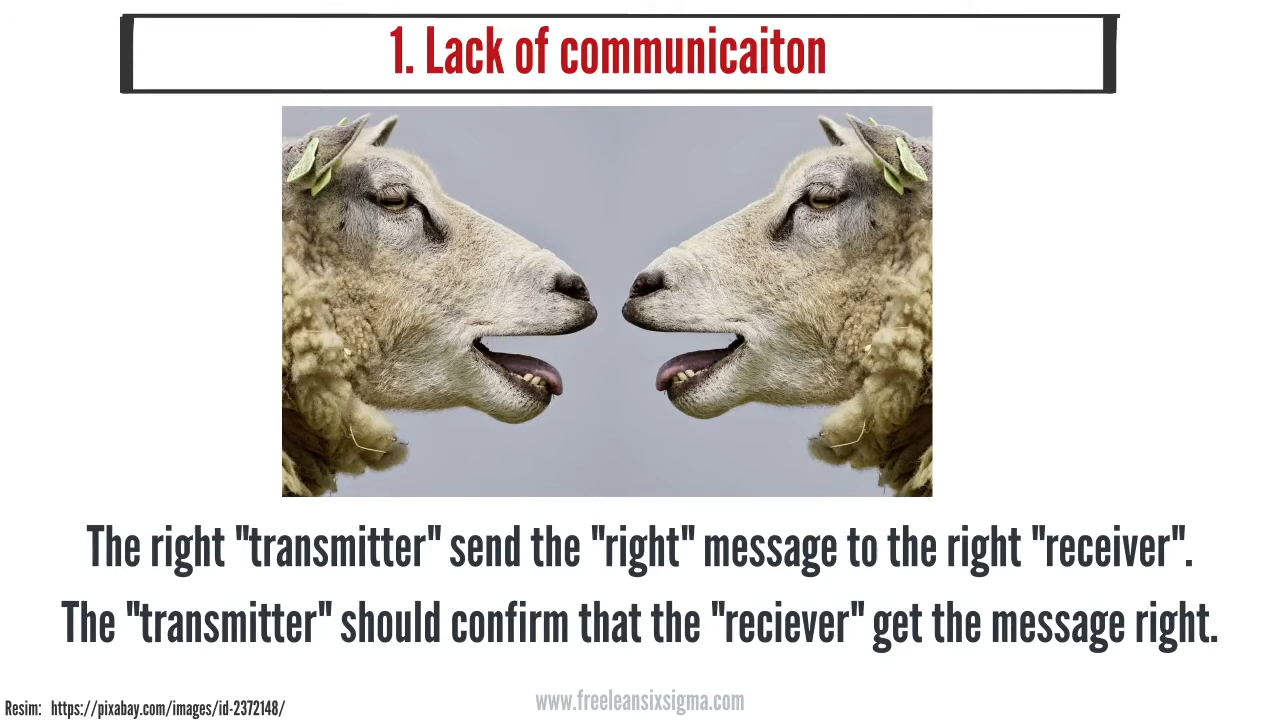 1. Lack of communicaiton
The right "transmitter" send the "right" message to the right "receiver".
The "transmitter" should confirm that the "reciever" get the message right.
Resim: https://pixabay.com/images/id-2372148/
www.freeleansixsigma.com